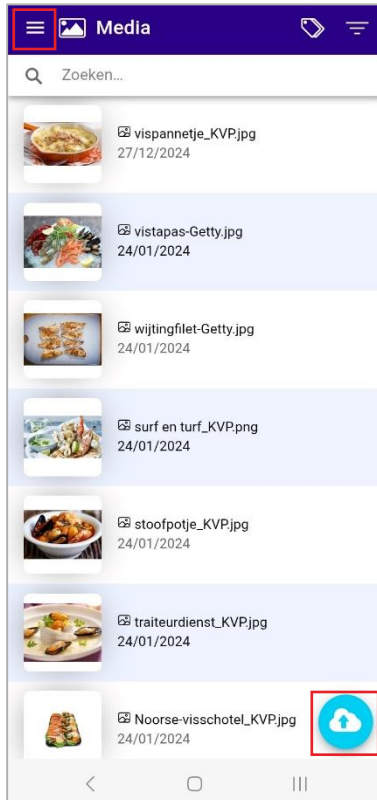 Media
Zoeken...
vispannetje_KVP.jpg
27/12/2024
vistapas-Getty.jpg
24/01/2024
wijtingfilet-Getty.jpg
24/01/2024
surf en turf_KVP.png
24/01/2024
stoofpotje_KVP.jpg
24/01/2024
traiteurdienst_KVP.jpg
24/01/2024
Noorse-visschotel_KVP.jpg
24/01/2024